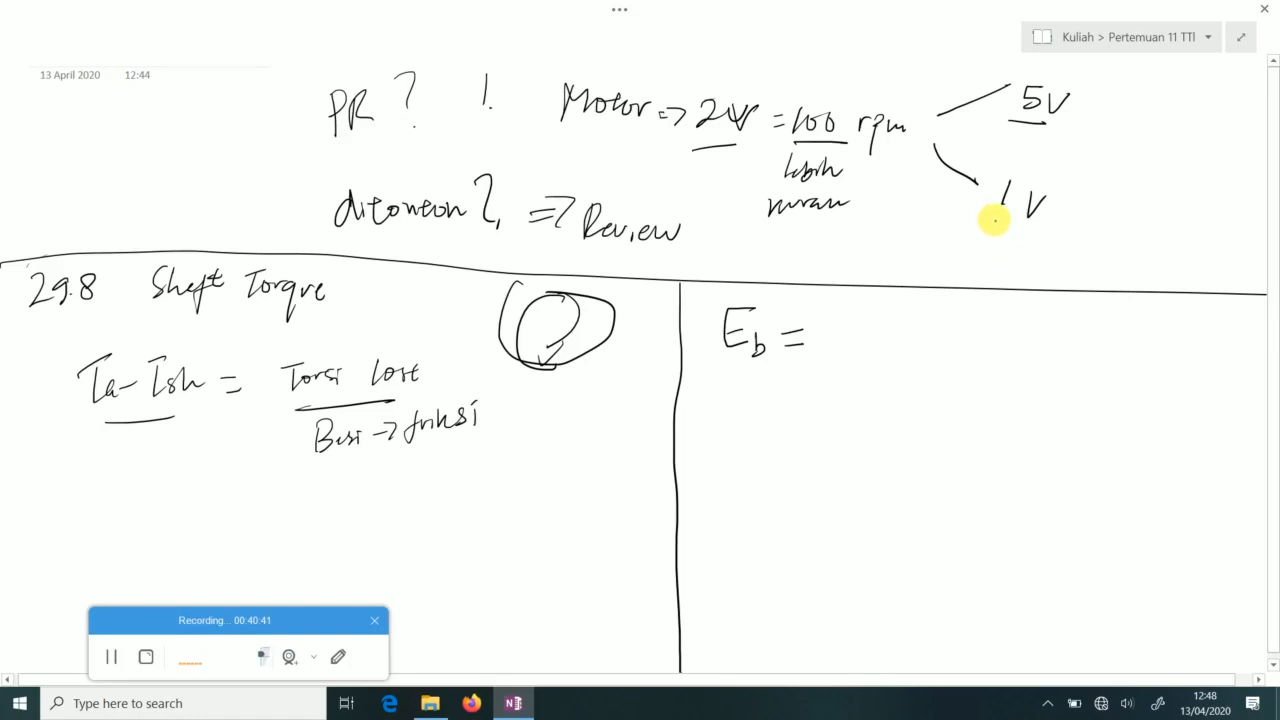 Kuliah > Pertemuan 11 TTI
13 April 2020 12:44
PR ? ! Motor => 24V = 100 rpm 5V
lebih
1 V
ditonton ? => Review
29.8 Shaft Torque
Eb =
Ta - Tsh = Torsi lost
Besi -> friksi
Recording... 00:40:41
Type here to search
12:48
13/04/2020